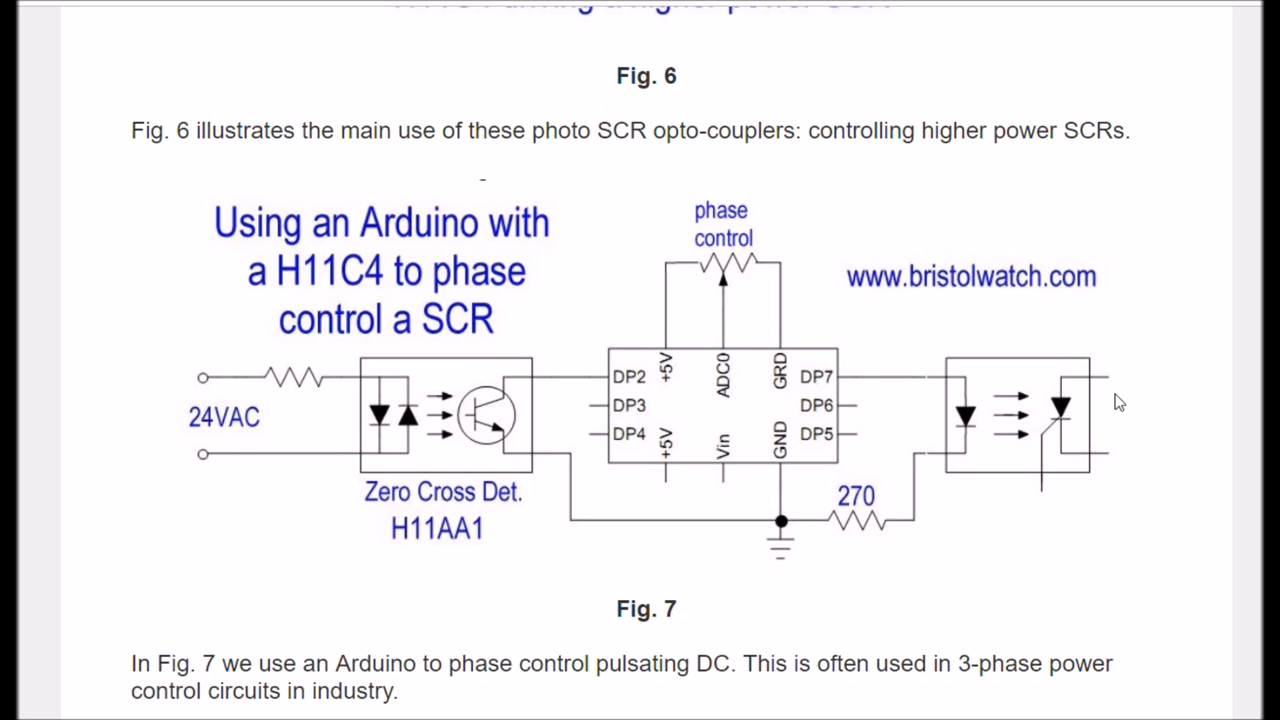 Fig. 6
Fig. 6 illustrates the main use of these photo SCR opto-couplers: controlling higher power SCRs.
Using an Arduino with
a H11C4 to phase
control a SCR
phase
control
www.bristolwatch.com
24VAC
Zero Cross Det.
H11AA1
DP2
DP3
DP4
+5V
ADC0
GRD
+5V
Vin
GND
DP7
DP6
DP5
270
Fig. 7
In Fig. 7 we use an Arduino to phase control pulsating DC. This is often used in 3-phase power
control circuits in industry.